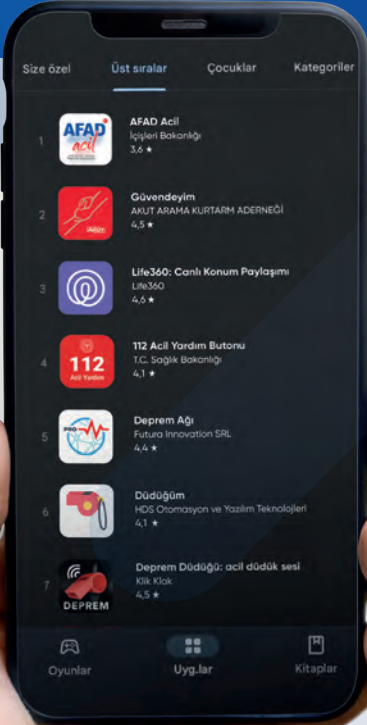 Size özel Üst sıralar Çocuklar Kategoriler
1
AFAD
acil
AFAD Acil
İçişleri Bakanlığı
3,6 ★
2
AKUT
Güvendeyim
AKUT ARAMA KURTARM ADERNEĞİ
4,5 ★
3
Life360: Canlı Konum Paylaşımı
Life360
4,6 ★
4
112
Acil Yardım
112 Acil Yardım Butonu
T.C. Sağlık Bakanlığı
4,1 ★
5
PRO
Deprem Ağı
Futura Innovation SRL
4,4 ★
6
Düdüğüm
HDS Otomasyon ve Yazılım Teknolojileri
4,1 ★
7
DEPREM
Deprem Düdüğü: acil düdük sesi
Klik Klok
4,5 ★
Oyunlar Uyg.lar Kitaplar